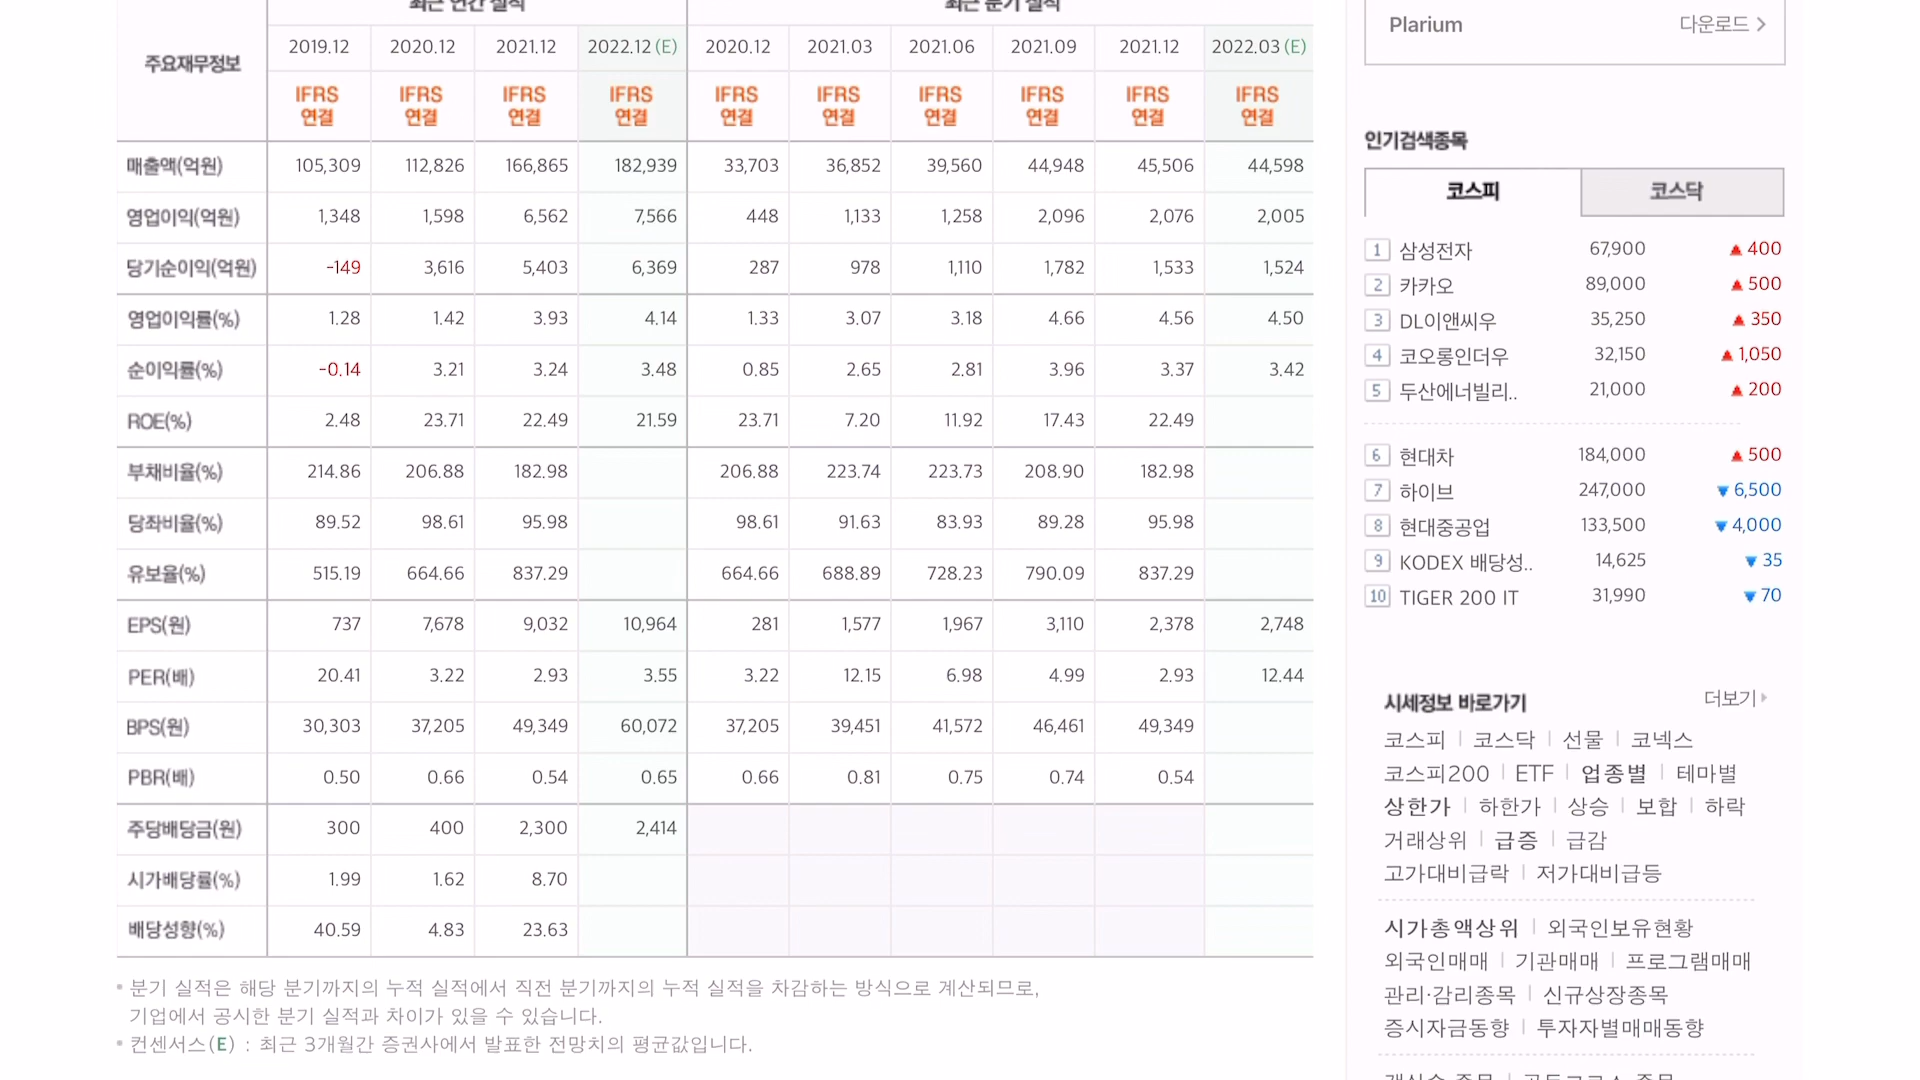 최근 연간 실적 최근 분기 실적
주요재무정보
2019.12 2020.12 2021.12 2022.12 (E) 2020.12 2021.03 2021.06 2021.09 2021.12 2022.03 (E)
IFRS IFRS IFRS IFRS IFRS IFRS IFRS IFRS IFRS IFRS
연결 연결 연결 연결 연결 연결 연결 연결 연결 연결
매출액(억원) 105,309 112,826 166,865 182,939 33,703 36,852 39,560 44,948 45,506 44,598
영업이익(억원) 1,348 1,598 6,562 7,566 448 1,133 1,258 2,096 2,076 2,005
당기순이익(억원) -149 3,616 5,403 6,369 287 978 1,110 1,782 1,533 1,524
영업이익률(%) 1.28 1.42 3.93 4.14 1.33 3.07 3.18 4.66 4.56 4.50
순이익률(%) -0.14 3.21 3.24 3.48 0.85 2.65 2.81 3.96 3.37 3.42
ROE(%) 2.48 23.71 22.49 21.59 23.71 7.20 11.92 17.43 22.49
부채비율(%) 214.86 206.88 182.98 206.88 223.74 223.73 208.90 182.98
당좌비율(%) 89.52 98.61 95.98 98.61 91.63 83.93 89.28 95.98
유보율(%) 515.19 664.66 837.29 664.66 688.89 728.23 790.09 837.29
EPS(원) 737 7,678 9,032 10,964 281 1,577 1,967 3,110 2,378 2,748
PER(배) 20.41 3.22 2.93 3.55 3.22 12.15 6.98 4.99 2.93 12.44
BPS(원) 30,303 37,205 49,349 60,072 37,205 39,451 41,572 46,461 49,349
PBR(배) 0.50 0.66 0.54 0.65 0.66 0.81 0.75 0.74 0.54
주당배당금(원) 300 400 2,300 2,414
시가배당률(%) 1.99 1.62 8.70
배당성향(%) 40.59 4.83 23.63
• 분기 실적은 해당 분기까지의 누적 실적에서 직전 분기까지의 누적 실적을 차감하는 방식으로 계산되므로,
기업에서 공시한 분기 실적과 차이가 있을 수 있습니다.
• 컨센서스(E) : 최근 3개월간 증권사에서 발표한 전망치의 평균값입니다.
Plarium 다운로드 >
인기검색종목
코스피 코스닥
1 삼성전자 67,900 ▲ 400
2 카카오 89,000 ▲ 500
3 DL이앤씨우 35,250 ▲ 350
4 코오롱인더우 32,150 ▲ 1,050
5 두산에너빌리.. 21,000 ▲ 200
6 현대차 184,000 ▲ 500
7 하이브 247,000 ▼ 6,500
8 현대중공업 133,500 ▼ 4,000
9 KODEX 배당성.. 14,625 ▼ 35
10 TIGER 200 IT 31,990 ▼ 70
시세정보 바로가기 더보기
코스피 | 코스닥 | 선물 | 코넥스
코스피200 | ETF | 업종별 | 테마별
상한가 | 하한가 | 상승 | 보합 | 하락
거래상위 | 급증 | 급감
고가대비급락 | 저가대비급등
시가총액상위 | 외국인보유현황
외국인매매 | 기관매매 | 프로그램매매
관리·감리종목 | 신규상장종목
증시자금동향 | 투자자별매매동향